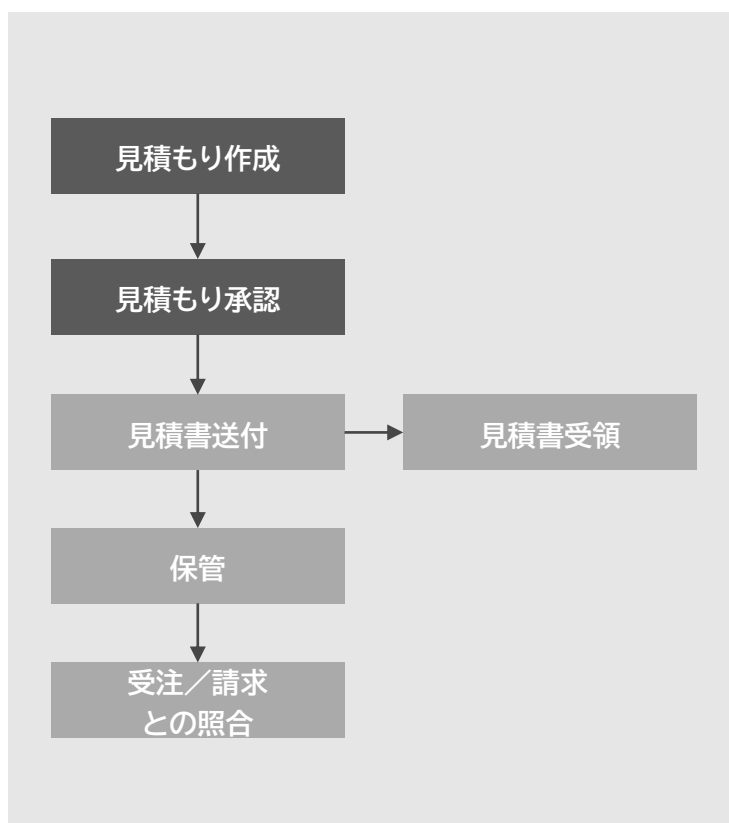 見積もり作成
見積もり承認
見積書送付
見積書受領
保管
受注／請求
との照合